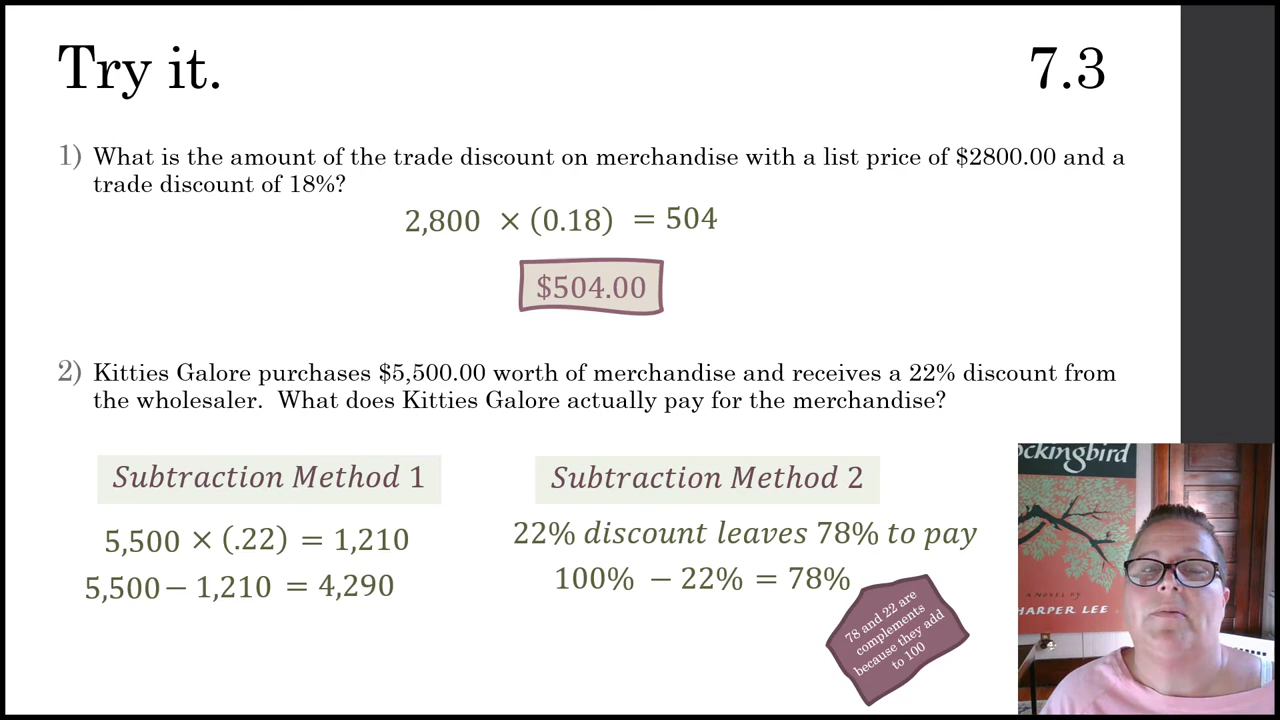 Try it.
7.3
1) What is the amount of the trade discount on merchandise with a list price of $2800.00 and a
trade discount of 18%?
2,800 × (0.18) = 504
$504.00
2) Kitties Galore purchases $5,500.00 worth of merchandise and receives a 22% discount from
the wholesaler. What does Kitties Galore actually pay for the merchandise?
Subtraction Method 1
5,500 × (.22) = 1,210
5,500 − 1,210 = 4,290
Subtraction Method 2
22% discount leaves 78% to pay
100% − 22% = 78%
78 and 22 are
complements
because they add
to 100
ockingbird
A NOVEL BY
HARPER LEE